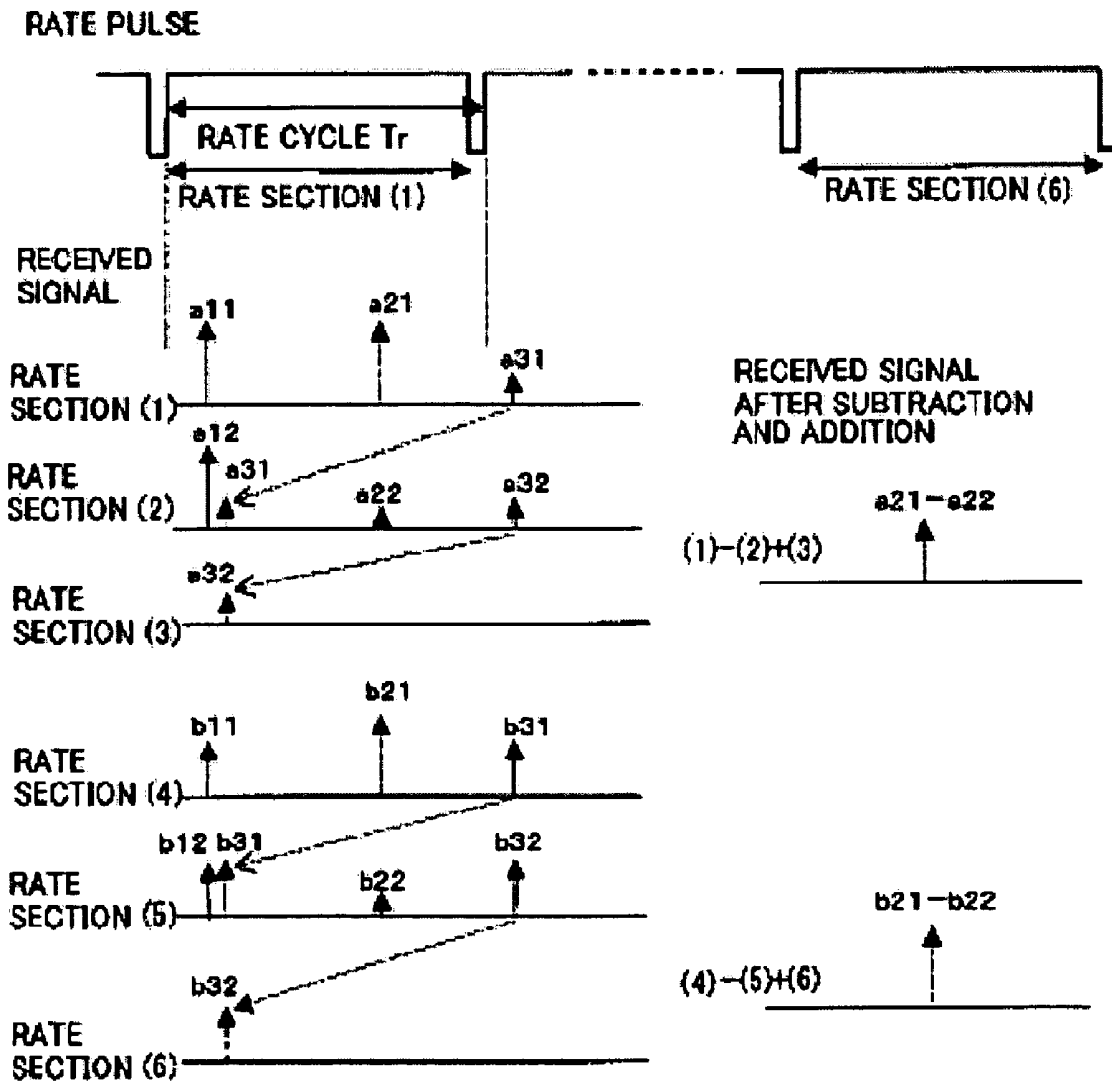 RATE PULSE
RATE CYCLE Tr
RATE SECTION (1)
RATE SECTION (6)
RECEIVED
SIGNAL
a11
a21
a31
RATE
SECTION (1)
RECEIVED SIGNAL
AFTER SUBTRACTION
AND ADDITION
a12
a31
a22
a32
RATE
SECTION (2)
a21-a22
(1)-(2)+(3)
a32
RATE
SECTION (3)
b11
b21
b31
RATE
SECTION (4)
b12
b31
b22
b32
RATE
SECTION (5)
b21-b22
(4)-(5)+(6)
b32
RATE
SECTION (6)